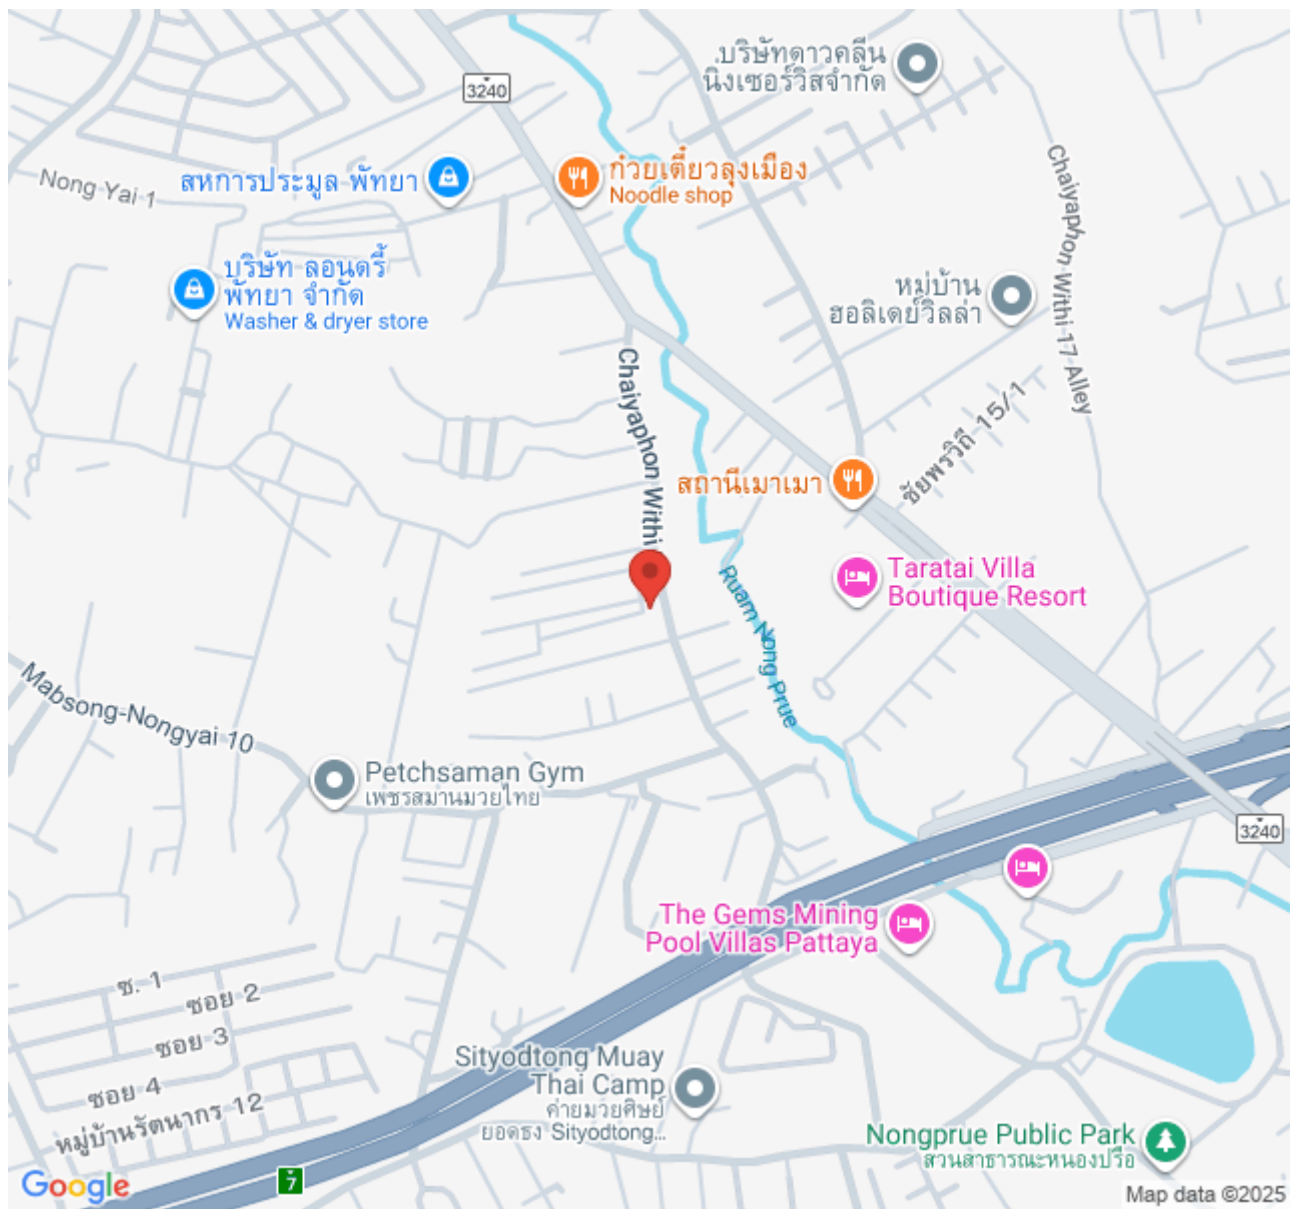 .บริษัทดาวคลีน
นิงเซอร์วิสจำกัด
3240
Nong Yai 1
สหการประมูล พัทยา
ก๋วยเตี๋ยวลุงเมือง
Noodle shop
Chaiyaphon Withi 17 Alley
บริษัท ลอนดรี้
พัทยา จำกัด
Washer & dryer store
หมู่บ้าน
ฮอลิเดย์วิลล่า
Chaiyaphon Withi
ชัยพรวิถี 15/1
สถานีเมาเมา
Taratai Villa
Boutique Resort
Ruam Nong Prue
Mabsong-Nongyai 10
Petchsaman Gym
เพชรสมานมวยไทย
3240
The Gems Mining
Pool Villas Pattaya
ซ. 1
ซอย 2
ซอย 3
ซอย 4
หมู่บ้านรัตนากร 12
Sityodtong Muay
Thai Camp
ค่ายมวยศิษย์
ยอดธง Sityodtong...
Nongprue Public Park
สวนสาธารณะหนองปรือ
7
Google
Map data ©2025